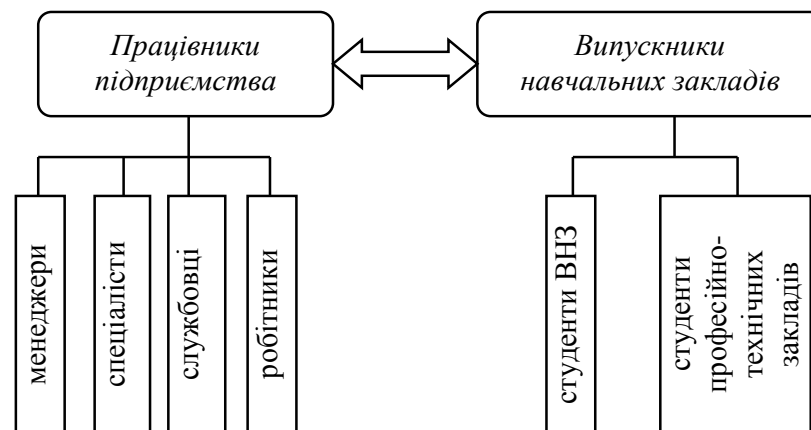 Працівники
підприємства
Випускники
навчальних закладів
менеджери
спеціалісти
службовці
робітники
студенти ВНЗ
студенти
професійно-
технічних
закладів